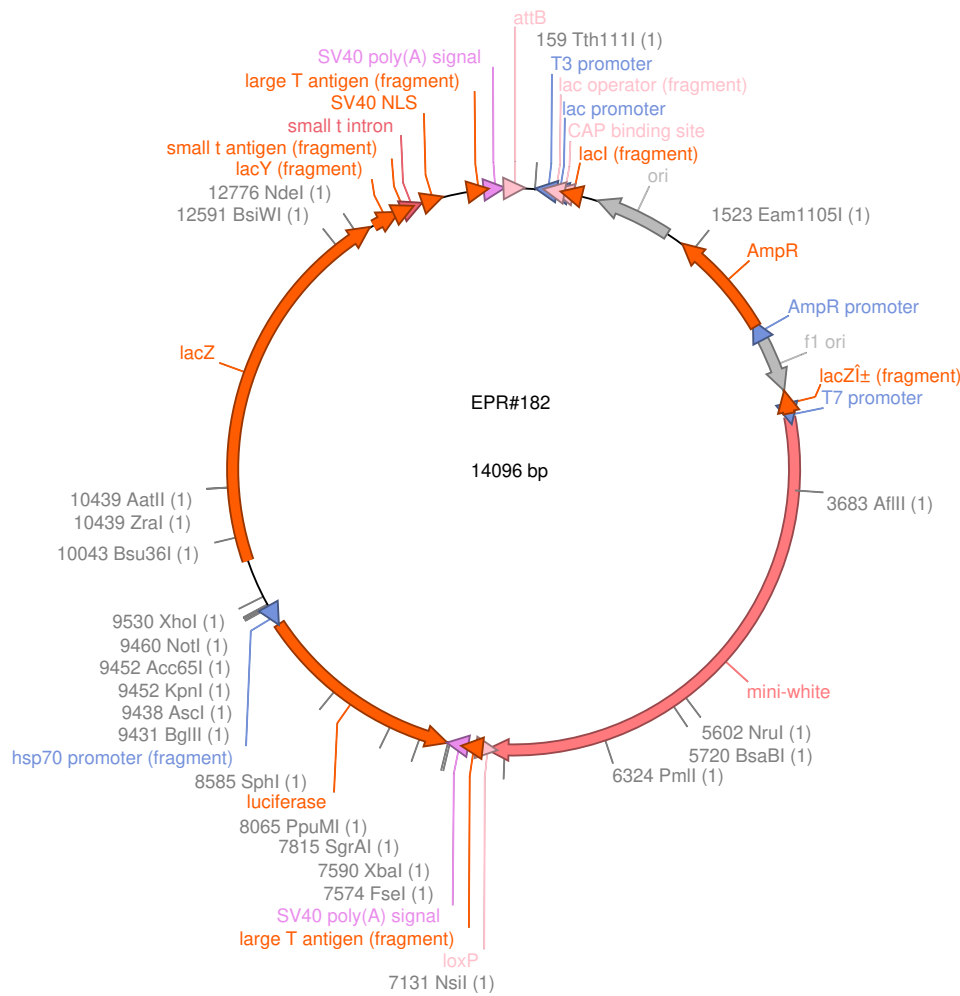 attB
159 Tth111I (1)
SV40 poly(A) signal
T3 promoter
large T antigen (fragment)
lac operator (fragment)
SV40 NLS
lac promoter
small t intron
CAP binding site
small t antigen (fragment)
lacI (fragment)
lacY (fragment)
ori
12776 NdeI (1)
12591 BsiWI (1)
1523 Eam1105I (1)
AmpR
AmpR promoter
f1 ori
lacZ
lacZÎ± (fragment)
T7 promoter
EPR#182
14096 bp
10439 AatII (1)
3683 AflII (1)
10439 ZraI (1)
10043 Bsu36I (1)
9530 XhoI (1)
9460 NotI (1)
9452 Acc65I (1)
9452 KpnI (1)
mini-white
9438 AscI (1)
5602 NruI (1)
9431 BglII (1)
5720 BsaBI (1)
hsp70 promoter (fragment)
6324 PmlI (1)
8585 SphI (1)
luciferase
8065 PpuMI (1)
7815 SgrAI (1)
7590 XbaI (1)
7574 FseI (1)
SV40 poly(A) signal
large T antigen (fragment)
loxP
7131 NsiI (1)